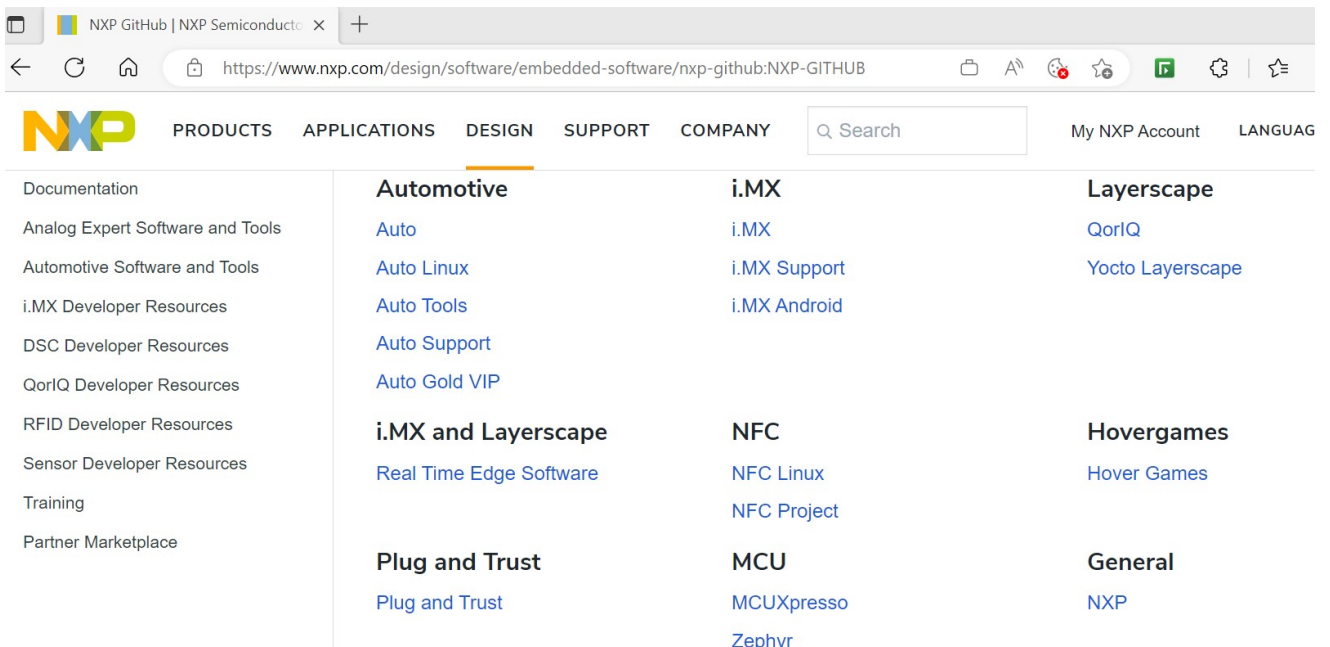 NXP GitHub | NXP Semiconducto
https://www.nxp.com/design/software/embedded-software/nxp-github:NXP-GITHUB
NXP
PRODUCTS APPLICATIONS DESIGN SUPPORT COMPANY Search My NXP Account LANGUAG
Documentation
Analog Expert Software and Tools
Automotive Software and Tools
i.MX Developer Resources
DSC Developer Resources
QorIQ Developer Resources
RFID Developer Resources
Sensor Developer Resources
Training
Partner Marketplace
Automotive
Auto
Auto Linux
Auto Tools
Auto Support
Auto Gold VIP
i.MX
i.MX
i.MX Support
i.MX Android
Layerscape
QorIQ
Yocto Layerscape
i.MX and Layerscape
Real Time Edge Software
NFC
NFC Linux
NFC Project
Hovergames
Hover Games
Plug and Trust
Plug and Trust
MCU
MCUXpresso
Zephyr
General
NXP